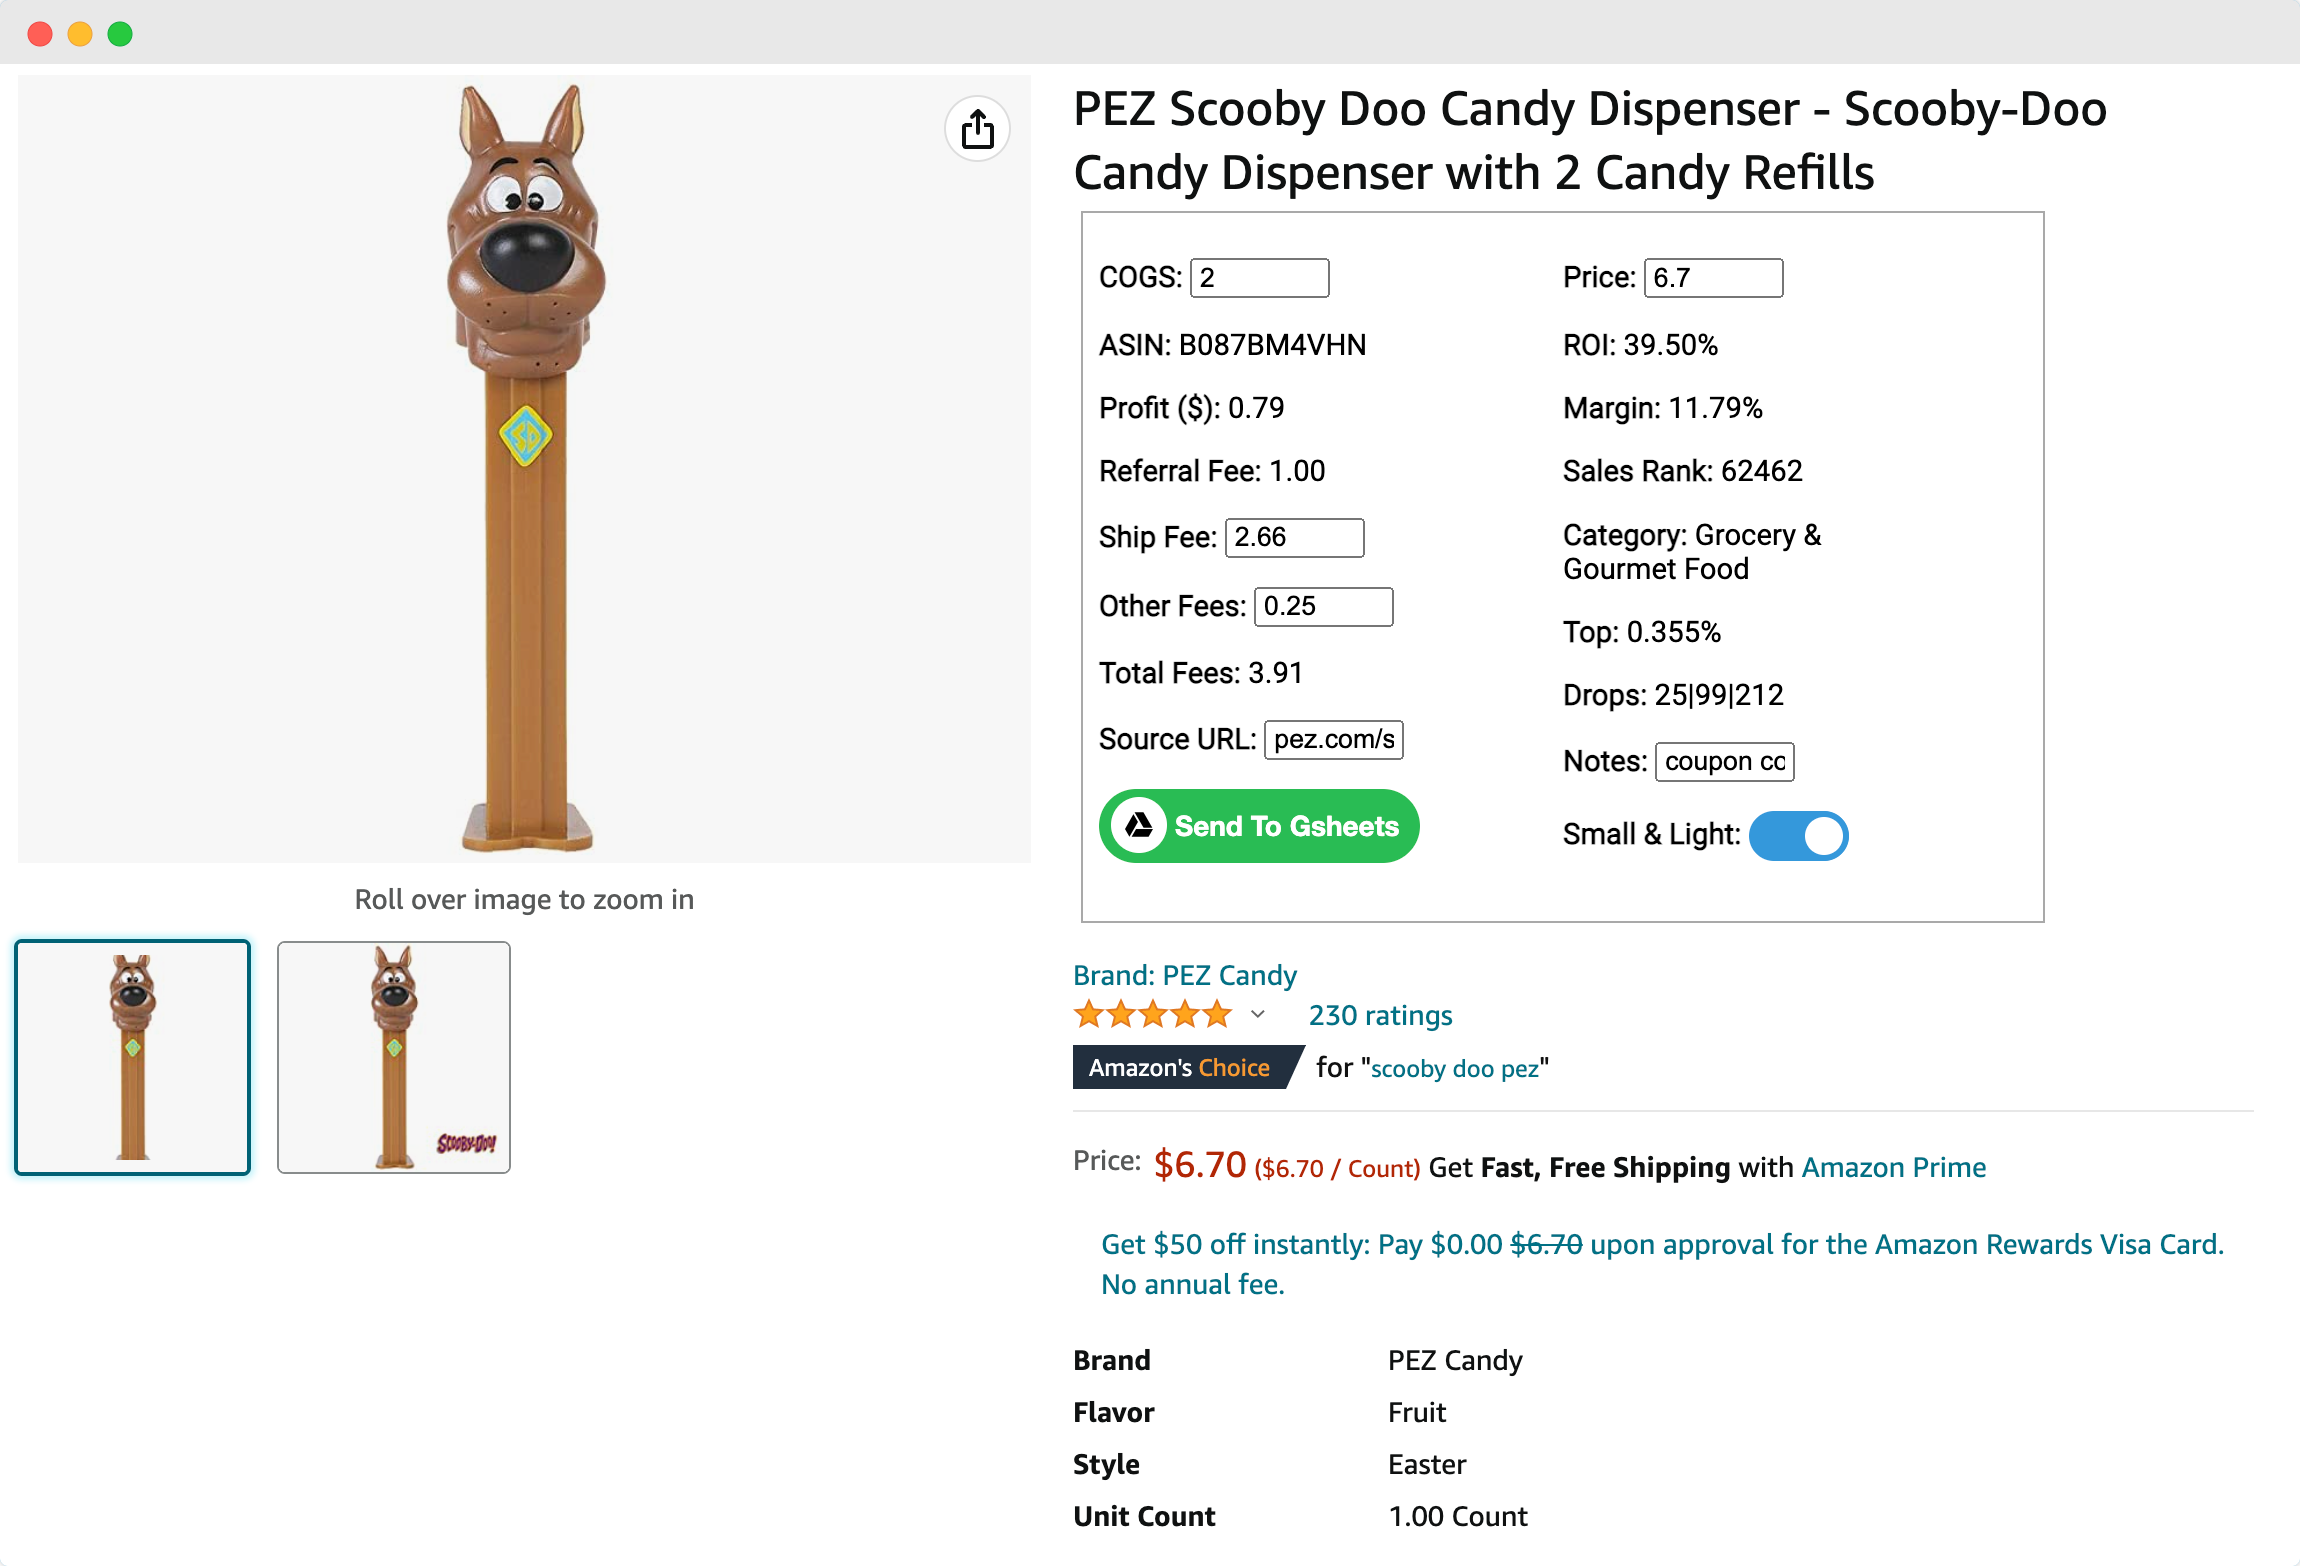 PEZ Scooby Doo Candy Dispenser - Scooby-Doo
Candy Dispenser with 2 Candy Refills
COGS: 2
Price: 6.7
ASIN: B087BM4VHN
ROI: 39.50%
Profit ($): 0.79
Margin: 11.79%
Referral Fee: 1.00
Sales Rank: 62462
Ship Fee: 2.66
Category: Grocery &
Gourmet Food
Other Fees: 0.25
Top: 0.355%
Total Fees: 3.91
Drops: 25|99|212
Source URL: pez.com/s
Notes: coupon co
Send To Gsheets
Small & Light:
SD
Roll over image to zoom in
SCOOBY-DOO!
Brand: PEZ Candy
230 ratings
Amazon's Choice for "scooby doo pez"
Price: $6.70 ($6.70 / Count) Get Fast, Free Shipping with Amazon Prime
Get $50 off instantly: Pay $0.00 $6.70 upon approval for the Amazon Rewards Visa Card.
No annual fee.
Brand PEZ Candy
Flavor Fruit
Style Easter
Unit Count 1.00 Count